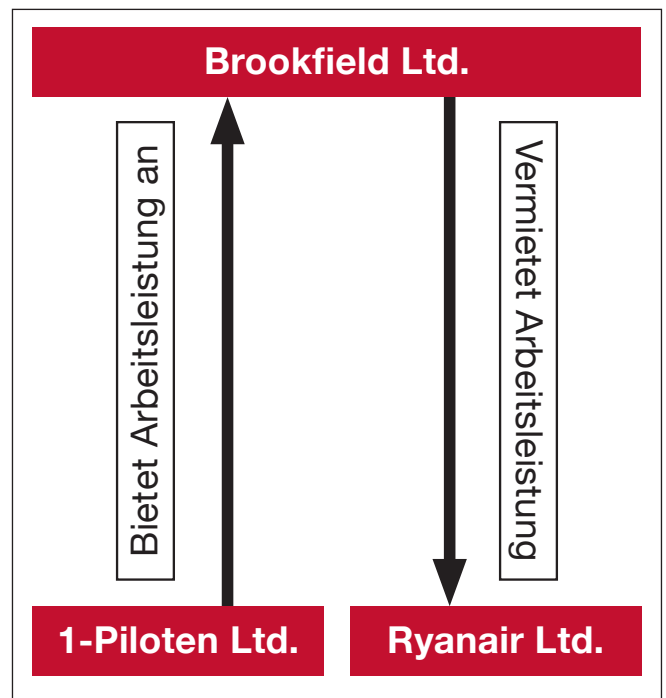 Brookfield Ltd.
Bietet Arbeitsleistung an
Vermietet Arbeitsleistung
1-Piloten Ltd.
Ryanair Ltd.